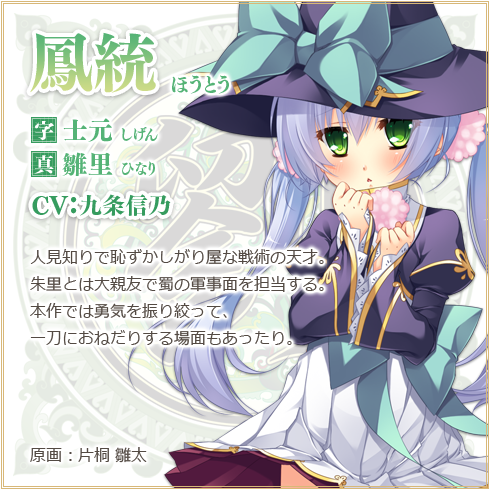 鳳統 ほうとう
字 士元 しげん
真 雛里 ひなり
CV:九条信乃
人見知りで恥ずかしがり屋な戦術の天才。
朱里とは大親友で蜀の軍事面を担当する。
本作では勇気を振り絞って、
一刀におねだりする場面もあったり。
原画：片桐 雛太